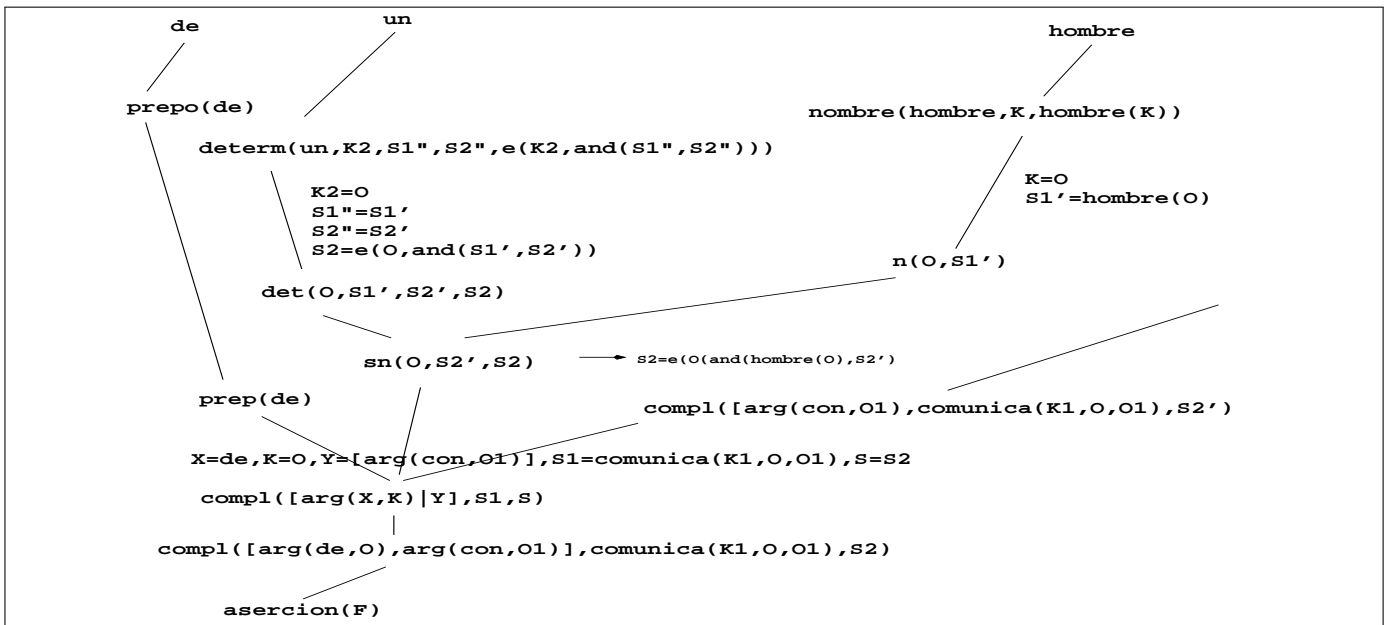 de
un
hombre
prepo(de)
nombre(hombre,K,hombre(K))
determ(un,K2,S1",S2",e(K2,and(S1",S2")))
K2=O
S1"=S1'
S2"=S2'
S2=e(O,and(S1',S2'))
K=O
S1'=hombre(O)
n(O,S1')
det(O,S1',S2',S2)
sn(O,S2',S2)
S2=e(O(and(hombre(O),S2')
prep(de)
compl([arg(con,O1),comunica(K1,O,O1),S2')
X=de,K=O,Y=[arg(con,O1)],S1=comunica(K1,O,O1),S=S2
compl([arg(X,K)|Y],S1,S)
compl([arg(de,O),arg(con,O1)],comunica(K1,O,O1),S2)
asercion(F)